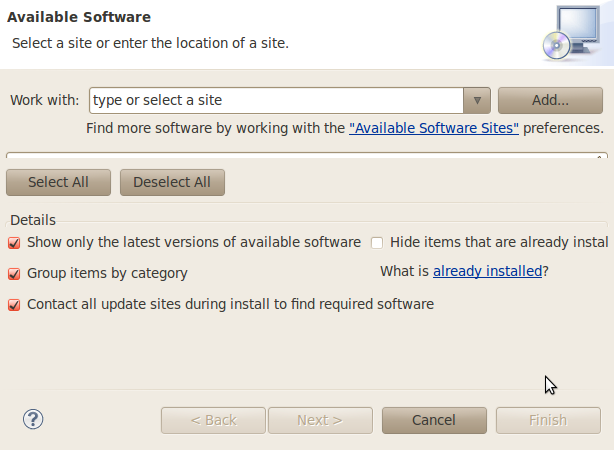 Available Software
Select a site or enter the location of a site.
Work with: type or select a site Add...
Find more software by working with the "Available Software Sites" preferences.
Select All Deselect All
Details
Show only the latest versions of available software Hide items that are already instal
Group items by category What is already installed?
Contact all update sites during install to find required software
? < Back Next > Cancel Finish